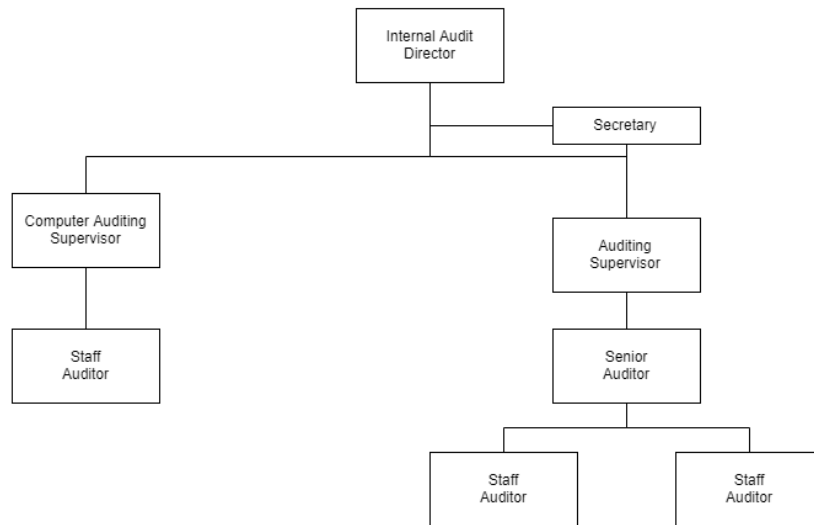 Internal Audit
Director
Secretary
Computer Auditing
Supervisor
Auditing
Supervisor
Staff
Auditor
Senior
Auditor
Staff
Auditor
Staff
Auditor